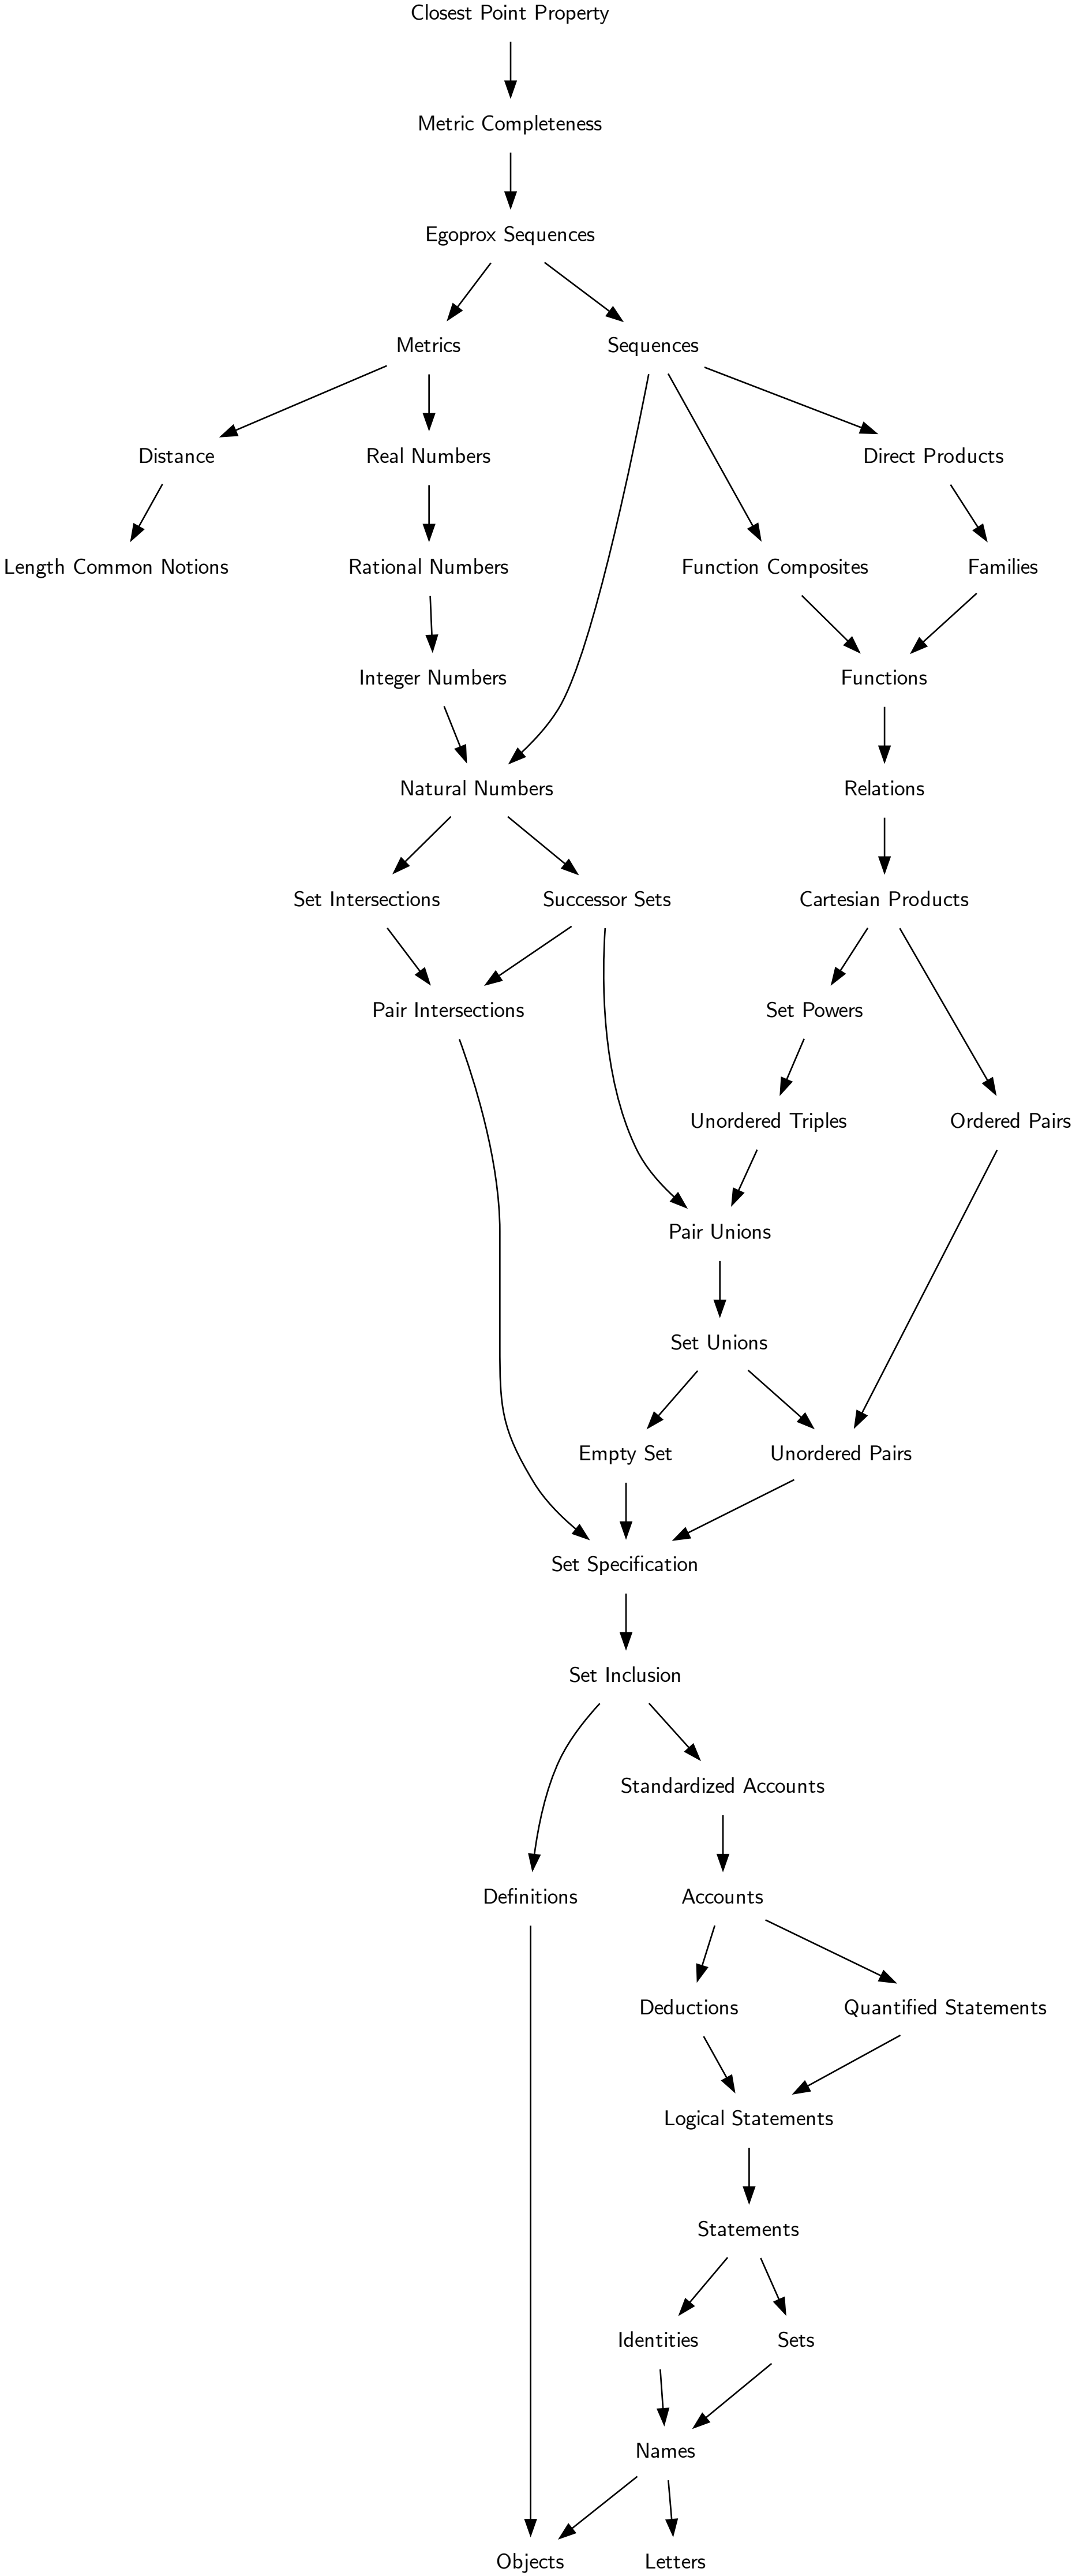 Closest Point Property
Metric Completeness
Egoprox Sequences
Metrics
Sequences
Distance
Real Numbers
Direct Products
Length Common Notions
Rational Numbers
Function Composites
Families
Integer Numbers
Functions
Natural Numbers
Relations
Set Intersections
Successor Sets
Cartesian Products
Pair Intersections
Set Powers
Unordered Triples
Ordered Pairs
Pair Unions
Set Unions
Empty Set
Unordered Pairs
Set Specification
Set Inclusion
Standardized Accounts
Definitions
Accounts
Deductions
Quantified Statements
Logical Statements
Statements
Identities
Sets
Names
Objects
Letters